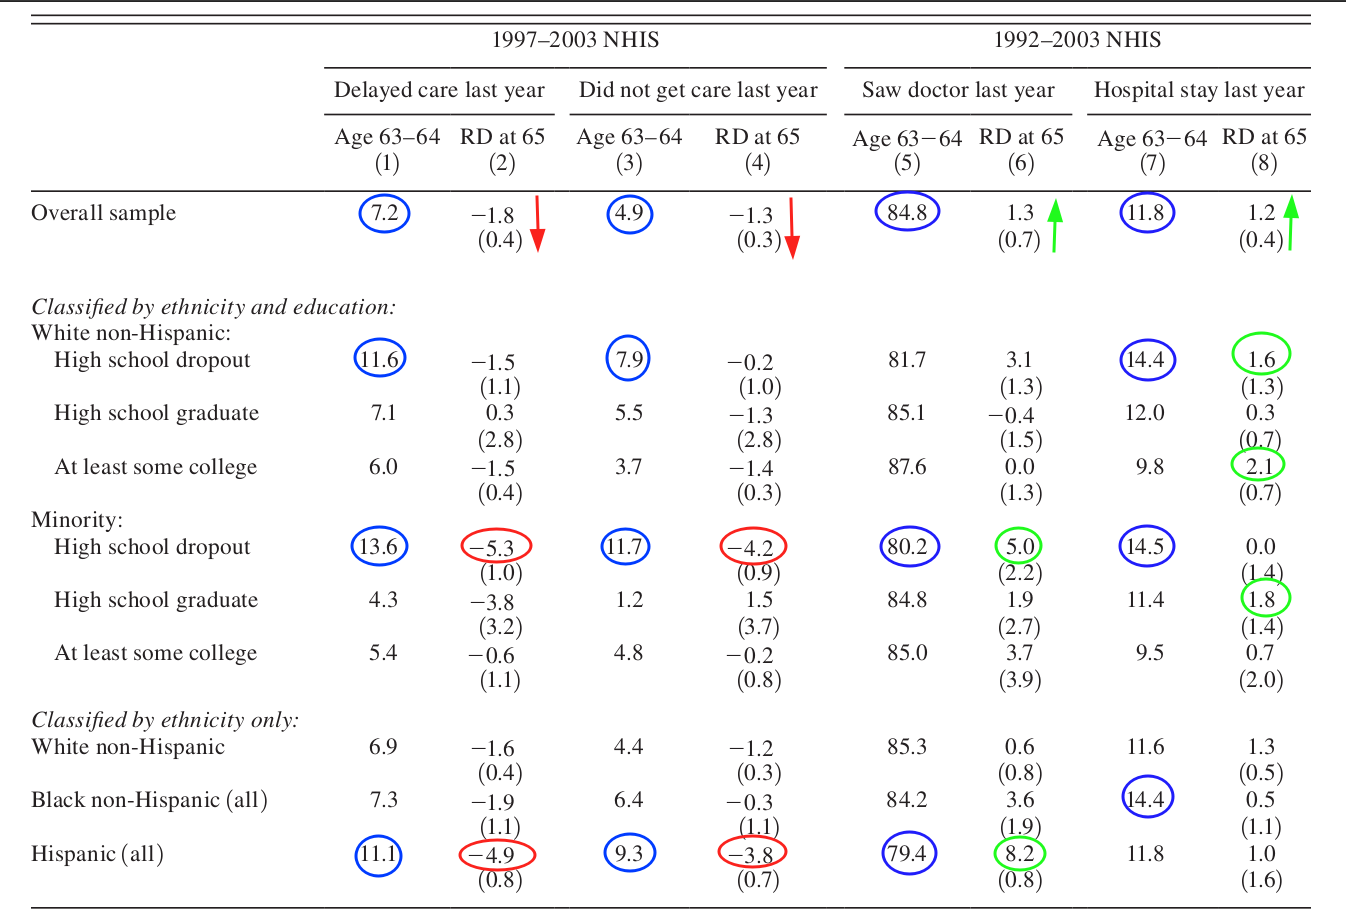 1997–2003 NHIS 1992–2003 NHIS
Delayed care last year Did not get care last year Saw doctor last year Hospital stay last year
Age 63–64 RD at 65 Age 63–64 RD at 65 Age 63−64 RD at 65 Age 63−64 RD at 65
(1) (2) (3) (4) (5) (6) (7) (8)
Overall sample 7.2 −1.8 4.9 −1.3 84.8 1.3 11.8 1.2
(0.4) (0.3) (0.7) (0.4)
Classified by ethnicity and education:
White non-Hispanic:
High school dropout 11.6 −1.5 7.9 −0.2 81.7 3.1 14.4 1.6
(1.1) (1.0) (1.3) (1.3)
High school graduate 7.1 0.3 5.5 −1.3 85.1 −0.4 12.0 0.3
(2.8) (2.8) (1.5) (0.7)
At least some college 6.0 −1.5 3.7 −1.4 87.6 0.0 9.8 2.1
(0.4) (0.3) (1.3) (0.7)
Minority:
High school dropout 13.6 −5.3 11.7 −4.2 80.2 5.0 14.5 0.0
(1.0) (0.9) (2.2) (1.4)
High school graduate 4.3 −3.8 1.2 1.5 84.8 1.9 11.4 1.8
(3.2) (3.7) (2.7) (1.4)
At least some college 5.4 −0.6 4.8 −0.2 85.0 3.7 9.5 0.7
(1.1) (0.8) (3.9) (2.0)
Classified by ethnicity only:
White non-Hispanic 6.9 −1.6 4.4 −1.2 85.3 0.6 11.6 1.3
(0.4) (0.3) (0.8) (0.5)
Black non-Hispanic (all) 7.3 −1.9 6.4 −0.3 84.2 3.6 14.4 0.5
(1.1) (1.1) (1.9) (1.1)
Hispanic (all) 11.1 −4.9 9.3 −3.8 79.4 8.2 11.8 1.0
(0.8) (0.7) (0.8) (1.6)